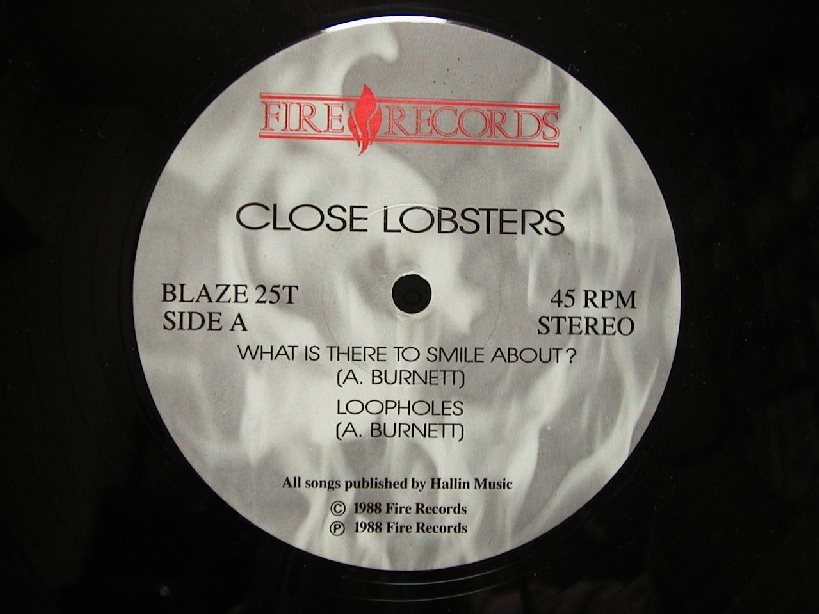 FIRE RECORDS
CLOSE LOBSTERS
BLAZE 25T
SIDE A
45 RPM
STEREO
WHAT IS THERE TO SMILE ABOUT?
(A. BURNETT)
LOOPHOLES
(A. BURNETT)
All songs published by Hallin Music
© 1988 Fire Records
℗ 1988 Fire Records